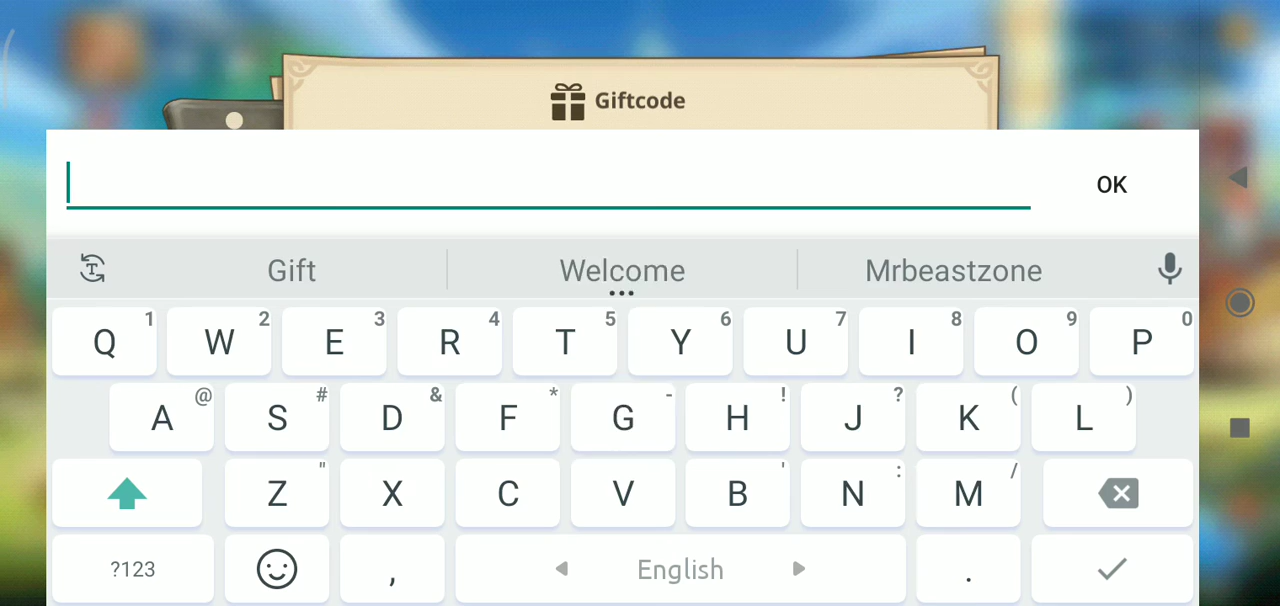 Giftcode
OK
Gift Welcome Mrbeastzone
Q 1 W 2 E 3 R 4 T 5 Y 6 U 7 I 8 O 9 P 0
A @ S # D & F * G - H ! J ? K ( L )
Z " X C V B ' N : M /
?123 , English .